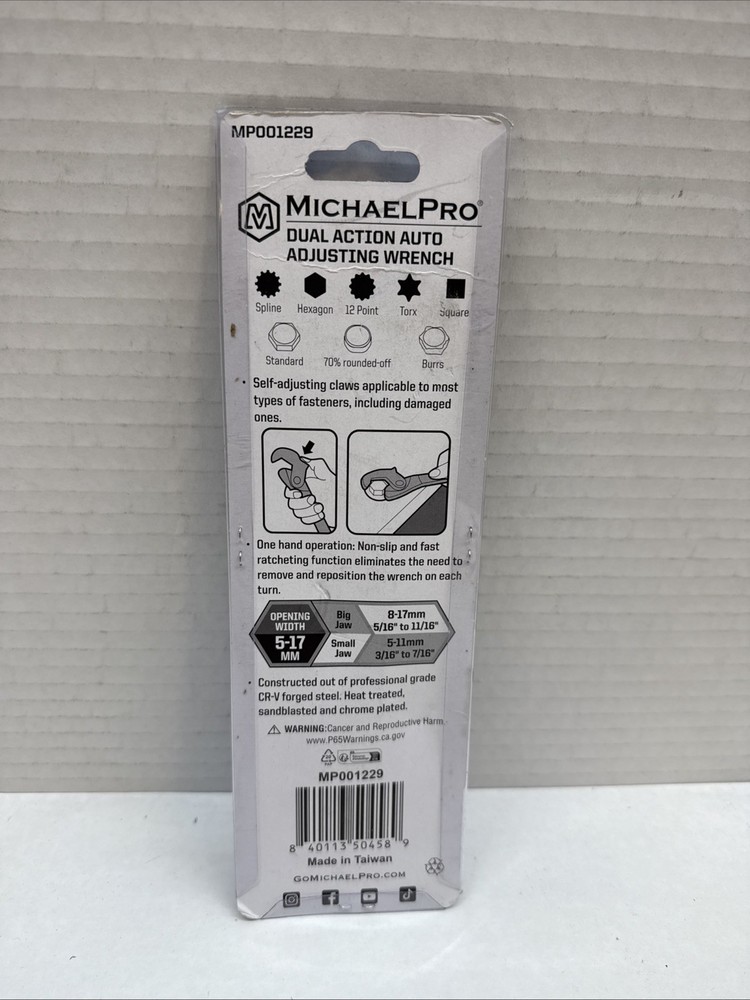 MP001229
MICHAELPRO®
DUAL ACTION AUTO
ADJUSTING WRENCH
Spline Hexagon 12 Point Torx Square
Standard 70% rounded-off Burrs
• Self-adjusting claws applicable to most
types of fasteners, including damaged
ones.
• One hand operation: Non-slip and fast
ratcheting function eliminates the need to
remove and reposition the wrench on each
turn.
OPENING
WIDTH
5-17
MM
Big
Jaw
8-17mm
5/16" to 11/16"
Small
Jaw
5-11mm
3/16" to 7/16"
• Constructed out of professional grade
CR-V forged steel. Heat treated,
sandblasted and chrome plated.
WARNING:Cancer and Reproductive Harm
www.P65Warnings.ca.gov
MP001229
8 40113 50458 9
Made in Taiwan
GOMICHAELPRO.COM